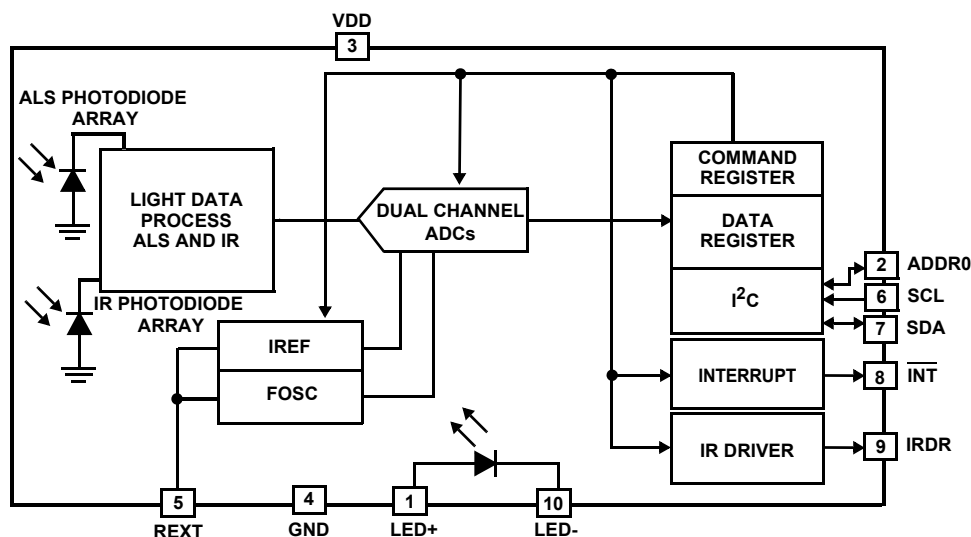 VDD
3
ALS PHOTODIODE
ARRAY
LIGHT DATA
PROCESS
ALS AND IR
DUAL CHANNEL
ADCs
COMMAND
REGISTER
DATA
REGISTER
I²C
2 ADDR0
6 SCL
7 SDA
IR PHOTODIODE
ARRAY
IREF
FOSC
INTERRUPT
8 I̅N̅T̅
IR DRIVER
9 IRDR
5
REXT
4
GND
1
LED+
10
LED-